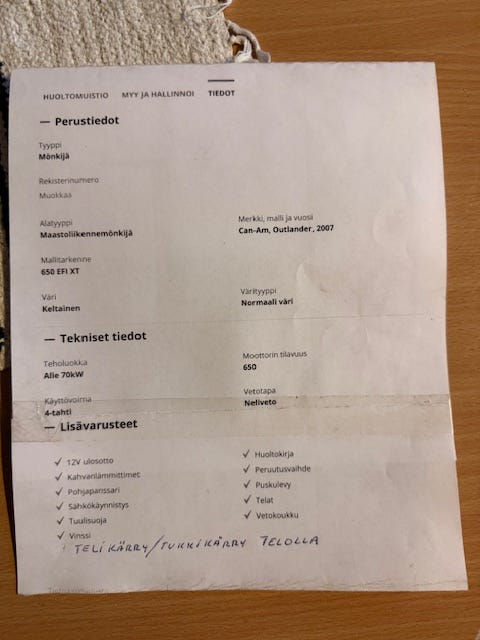 HUOLTOMUISTIO MYY JA HALLINNOI TIEDOT
— Perustiedot
Tyyppi
Mönkijä
Rekisterinumero
Muokkaa
Alatyyppi
Maastoliikennemönkijä
Merkki, malli ja vuosi
Can-Am, Outlander, 2007
Mallitarkenne
650 EFI XT
Väri
Keltainen
Värityyppi
Normaali väri
— Tekniset tiedot
Teholuokka
Alle 70kW
Moottorin tilavuus
650
Käyttövoima
4-tahti
Vetotapa
Neliveto
— Lisävarusteet
✓ 12V ulosotto
✓ Kahvanlämmittimet
✓ Pohjapanssari
✓ Sähkökäynnistys
✓ Tuulisuoja
✓ Vinssi
✓ Huoltokirja
✓ Peruutusvaihde
✓ Puskulevy
✓ Telat
✓ Vetokoukku
TELIKÄRRY/TUKKIKÄRRY TELOLLA